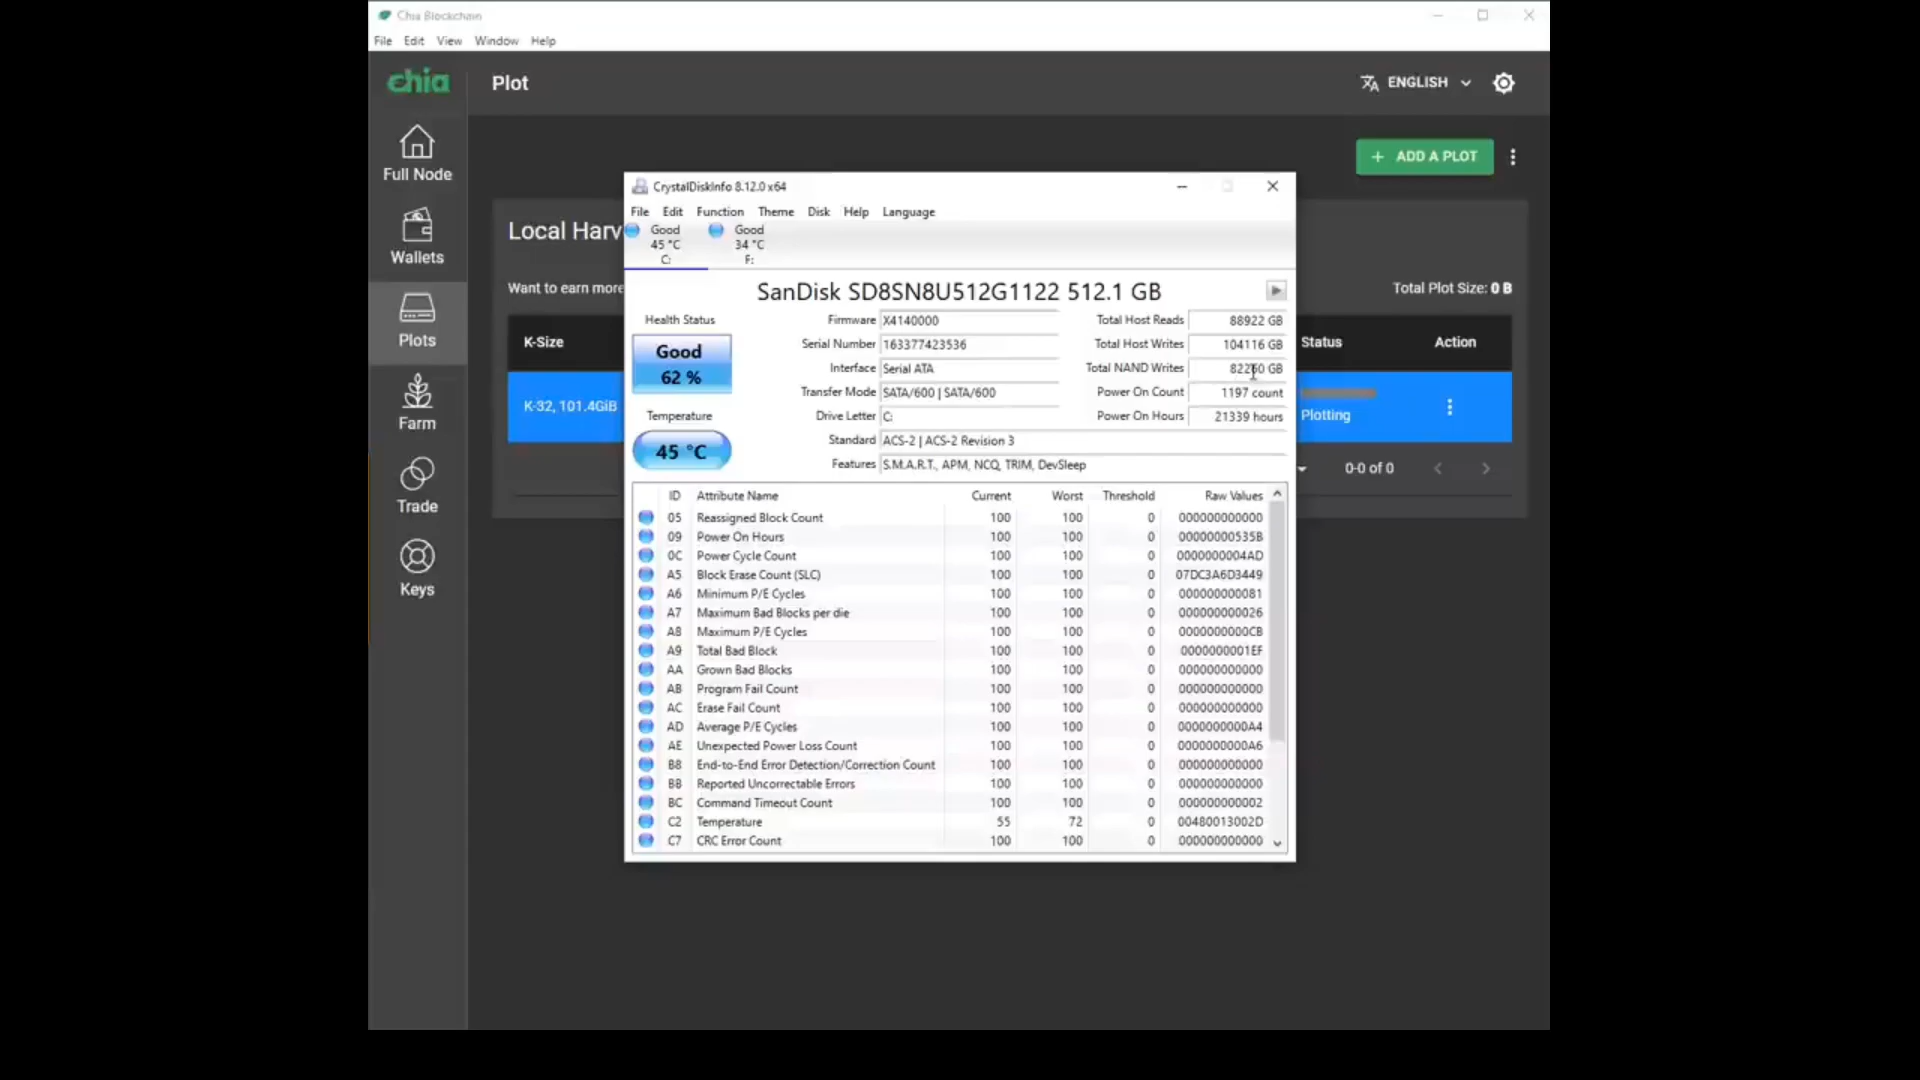 Chia Blockchain
File Edit View Window Help
chia
Plot
ENGLISH
Full Node
Wallets
Plots
Farm
Trade
Keys
+ ADD A PLOT
Local Harv
Want to earn more
Total Plot Size: 0 B
K-Size
Status
Action
K-32, 101.4GiB
Plotting
0-0 of 0
CrystalDiskInfo 8.12.0 x64
File Edit Function Theme Disk Help Language
Good
45 °C
C:
Good
34 °C
F:
SanDisk SD8SN8U512G1122 512.1 GB
Health Status
Good
62 %
Temperature
45 °C
Firmware X4140000
Serial Number 163377423536
Interface Serial ATA
Transfer Mode SATA/600 | SATA/600
Drive Letter C:
Standard ACS-2 | ACS-2 Revision 3
Features S.M.A.R.T., APM, NCQ, TRIM, DevSleep
Total Host Reads 88922 GB
Total Host Writes 104116 GB
Total NAND Writes GB
Power On Count 1197 count
Power On Hours 21339 hours
ID Attribute Name Current Worst Threshold Raw Values
05 Reassigned Block Count 100 100 0 000000000000
09 Power On Hours 100 100 0 00000000535B
0C Power Cycle Count 100 100 0 0000000004AD
A5 Block Erase Count (SLC) 100 100 0 07DC3A6D3449
A6 Minimum P/E Cycles 100 100 0 000000000081
A7 Maximum Bad Blocks per die 100 100 0 000000000026
A8 Maximum P/E Cycles 100 100 0 0000000000CB
A9 Total Bad Block 100 100 0 0000000001EF
AA Grown Bad Blocks 100 100 0 000000000000
AB Program Fail Count 100 100 0 000000000000
AC Erase Fail Count 100 100 0 000000000000
AD Average P/E Cycles 100 100 0 0000000000A4
AE Unexpected Power Loss Count 100 100 0 0000000000A6
B8 End-to-End Error Detection/Correction Count 100 100 0 000000000000
BB Reported Uncorrectable Errors 100 100 0 000000000000
BC Command Timeout Count 100 100 0 000000000002
C2 Temperature 55 72 0 00480013002D
C7 CRC Error Count 100 100 0 000000000000